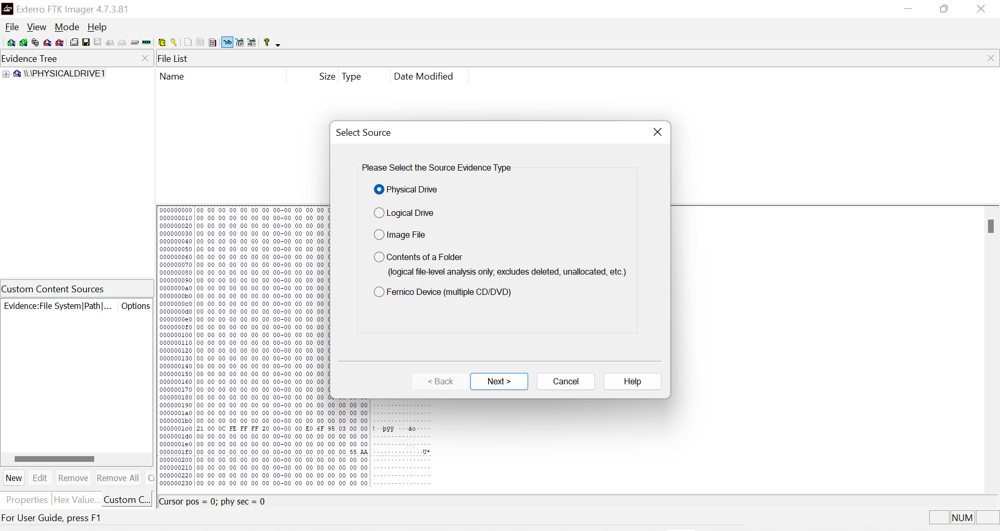 Exterro FTK Imager 4.7.3.81
File View Mode Help
Evidence Tree
\\.\PHYSICALDRIVE1
File List
Name Size Type Date Modified
Select Source
Please Select the Source Evidence Type
Physical Drive
Logical Drive
Image File
Contents of a Folder
(logical file-level analysis only; excludes deleted, unallocated, etc.)
Fernico Device (multiple CD/DVD)
< Back Next > Cancel Help
Custom Content Sources
Evidence:File System|Path|... Options
New Edit Remove Remove All
Properties Hex Value... Custom C...
000000000 00 00 00 00 00 00 00 00-00 00 00 00
000000010 00 00 00 00 00 00 00 00-00 00 00 00
000000020 00 00 00 00 00 00 00 00-00 00 00 00
000000030 00 00 00 00 00 00 00 00-00 00 00 00
000000040 00 00 00 00 00 00 00 00-00 00 00 00
000000050 00 00 00 00 00 00 00 00-00 00 00 00
000000060 00 00 00 00 00 00 00 00-00 00 00 00
000000070 00 00 00 00 00 00 00 00-00 00 00 00
000000080 00 00 00 00 00 00 00 00-00 00 00 00
000000090 00 00 00 00 00 00 00 00-00 00 00 00
0000000a0 00 00 00 00 00 00 00 00-00 00 00 00
0000000b0 00 00 00 00 00 00 00 00-00 00 00 00
0000000c0 00 00 00 00 00 00 00 00-00 00 00 00
0000000d0 00 00 00 00 00 00 00 00-00 00 00 00
0000000e0 00 00 00 00 00 00 00 00-00 00 00 00
0000000f0 00 00 00 00 00 00 00 00-00 00 00 00
000000100 00 00 00 00 00 00 00 00-00 00 00 00
000000110 00 00 00 00 00 00 00 00-00 00 00 00
000000120 00 00 00 00 00 00 00 00-00 00 00 00
000000130 00 00 00 00 00 00 00 00-00 00 00 00
000000140 00 00 00 00 00 00 00 00-00 00 00 00
000000150 00 00 00 00 00 00 00 00-00 00 00 00
000000160 00 00 00 00 00 00 00 00-00 00 00 00
000000170 00 00 00 00 00 00 00 00-00 00 00 00
000000180 00 00 00 00 00 00 00 00-00 00 00 00
000000190 00 00 00 00 00 00 00 00-00 00 00 00 00 00 00 00 ················
0000001a0 00 00 00 00 00 00 00 00-00 00 00 00 00 00 00 00 ················
0000001b0 00 00 00 00 00 00 00 00-00 00 00 00 00 00 00 00 ················
0000001c0 21 00 0C FE FF FF 20 00-00 00 E0 6F 95 03 00 00 !··þÿÿ ···ào····
0000001d0 00 00 00 00 00 00 00 00-00 00 00 00 00 00 00 00 ················
0000001e0 00 00 00 00 00 00 00 00-00 00 00 00 00 00 00 00 ················
0000001f0 00 00 00 00 00 00 00 00-00 00 00 00 00 00 55 AA ··············Uª
000000200 00 00 00 00 00 00 00 00-00 00 00 00 00 00 00 00 ················
000000210 00 00 00 00 00 00 00 00-00 00 00 00 00 00 00 00 ················
000000220 00 00 00 00 00 00 00 00-00 00 00 00 00 00 00 00 ················
000000230 00 00 00 00 00 00 00 00-00 00 00 00 00 00 00 00 ················
Cursor pos = 0; phy sec = 0
For User Guide, press F1
NUM